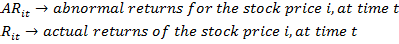 AR_it → abnormal returns for the stock price i, at time t
R_it → actual returns of the stock price i, at time t